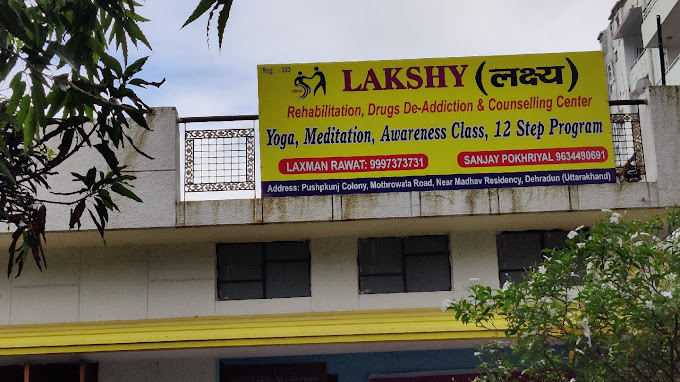 Reg. - 393
LAKSHY (लक्ष्य)
Rehabilitation, Drugs De-Addiction & Counselling Center
Yoga, Meditation, Awareness Class, 12 Step Program
LAXMAN RAWAT: 9997373731 SANJAY POKHRIYAL 9634490691
Address: Pushpkunj Colony, Mothrowala Road, Near Madhav Residency, Dehradun (Uttarakhand)